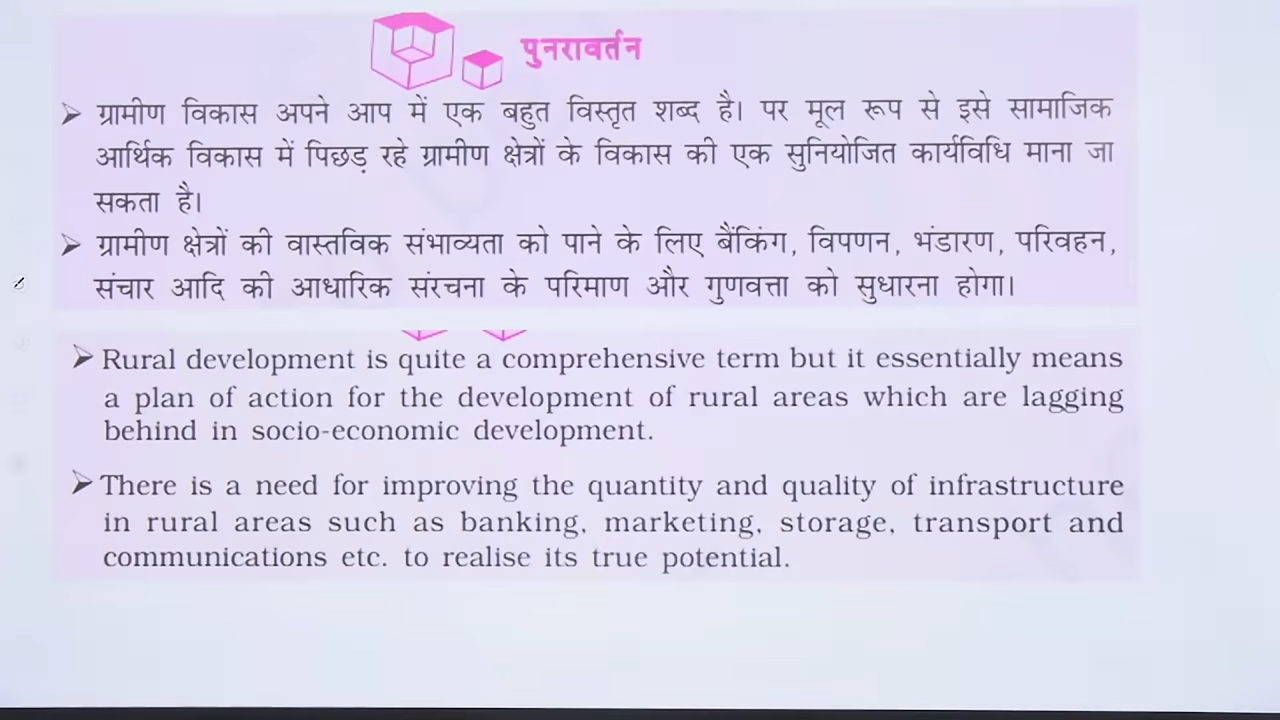 पुनरावर्तन
➢ ग्रामीण विकास अपने आप में एक बहुत विस्तृत शब्द है। पर मूल रूप से इसे सामाजिक
आर्थिक विकास में पिछड़ रहे ग्रामीण क्षेत्रों के विकास की एक सुनियोजित कार्यविधि माना जा
सकता है।
➢ ग्रामीण क्षेत्रों की वास्तविक संभाव्यता को पाने के लिए बैंकिंग, विपणन, भंडारण, परिवहन,
संचार आदि की आधारिक संरचना के परिमाण और गुणवत्ता को सुधारना होगा।
➢ Rural development is quite a comprehensive term but it essentially means
a plan of action for the development of rural areas which are lagging
behind in socio-economic development.
➢ There is a need for improving the quantity and quality of infrastructure
in rural areas such as banking, marketing, storage, transport and
communications etc. to realise its true potential.